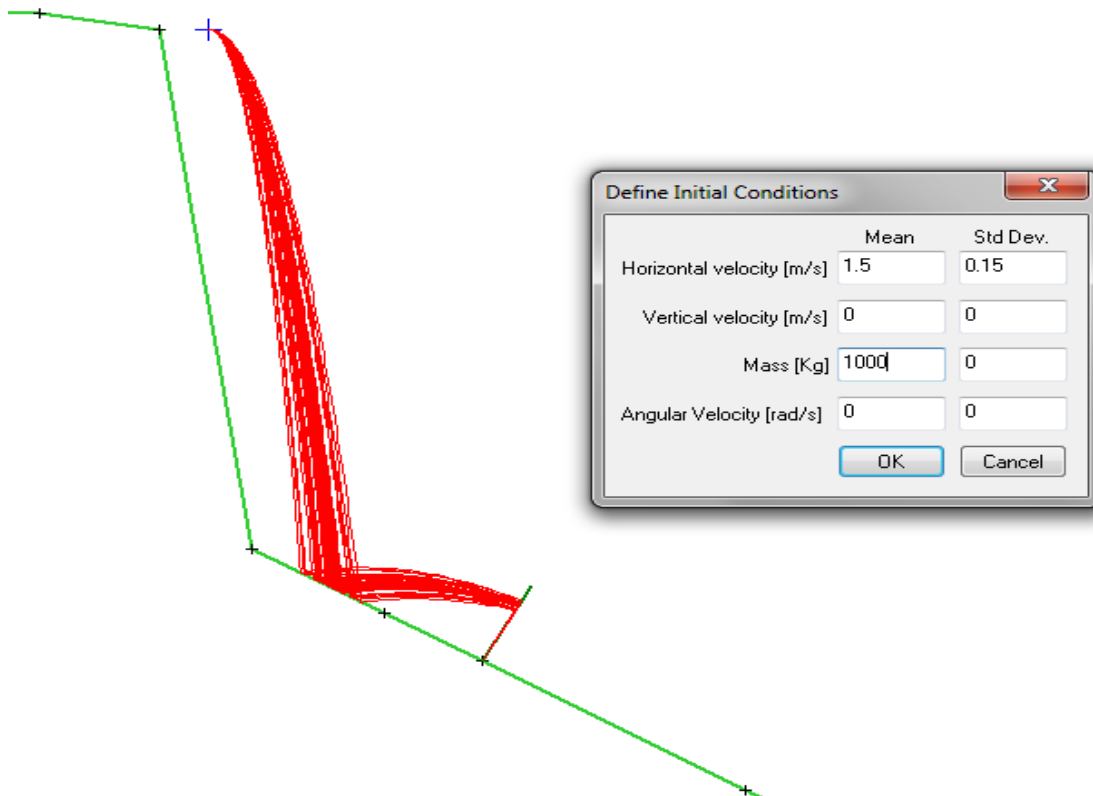 Define Initial Conditions
Mean Std Dev.
Horizontal velocity [m/s] 1.5 0.15
Vertical velocity [m/s] 0 0
Mass [Kg] 1000 0
Angular Velocity [rad/s] 0 0
OK Cancel